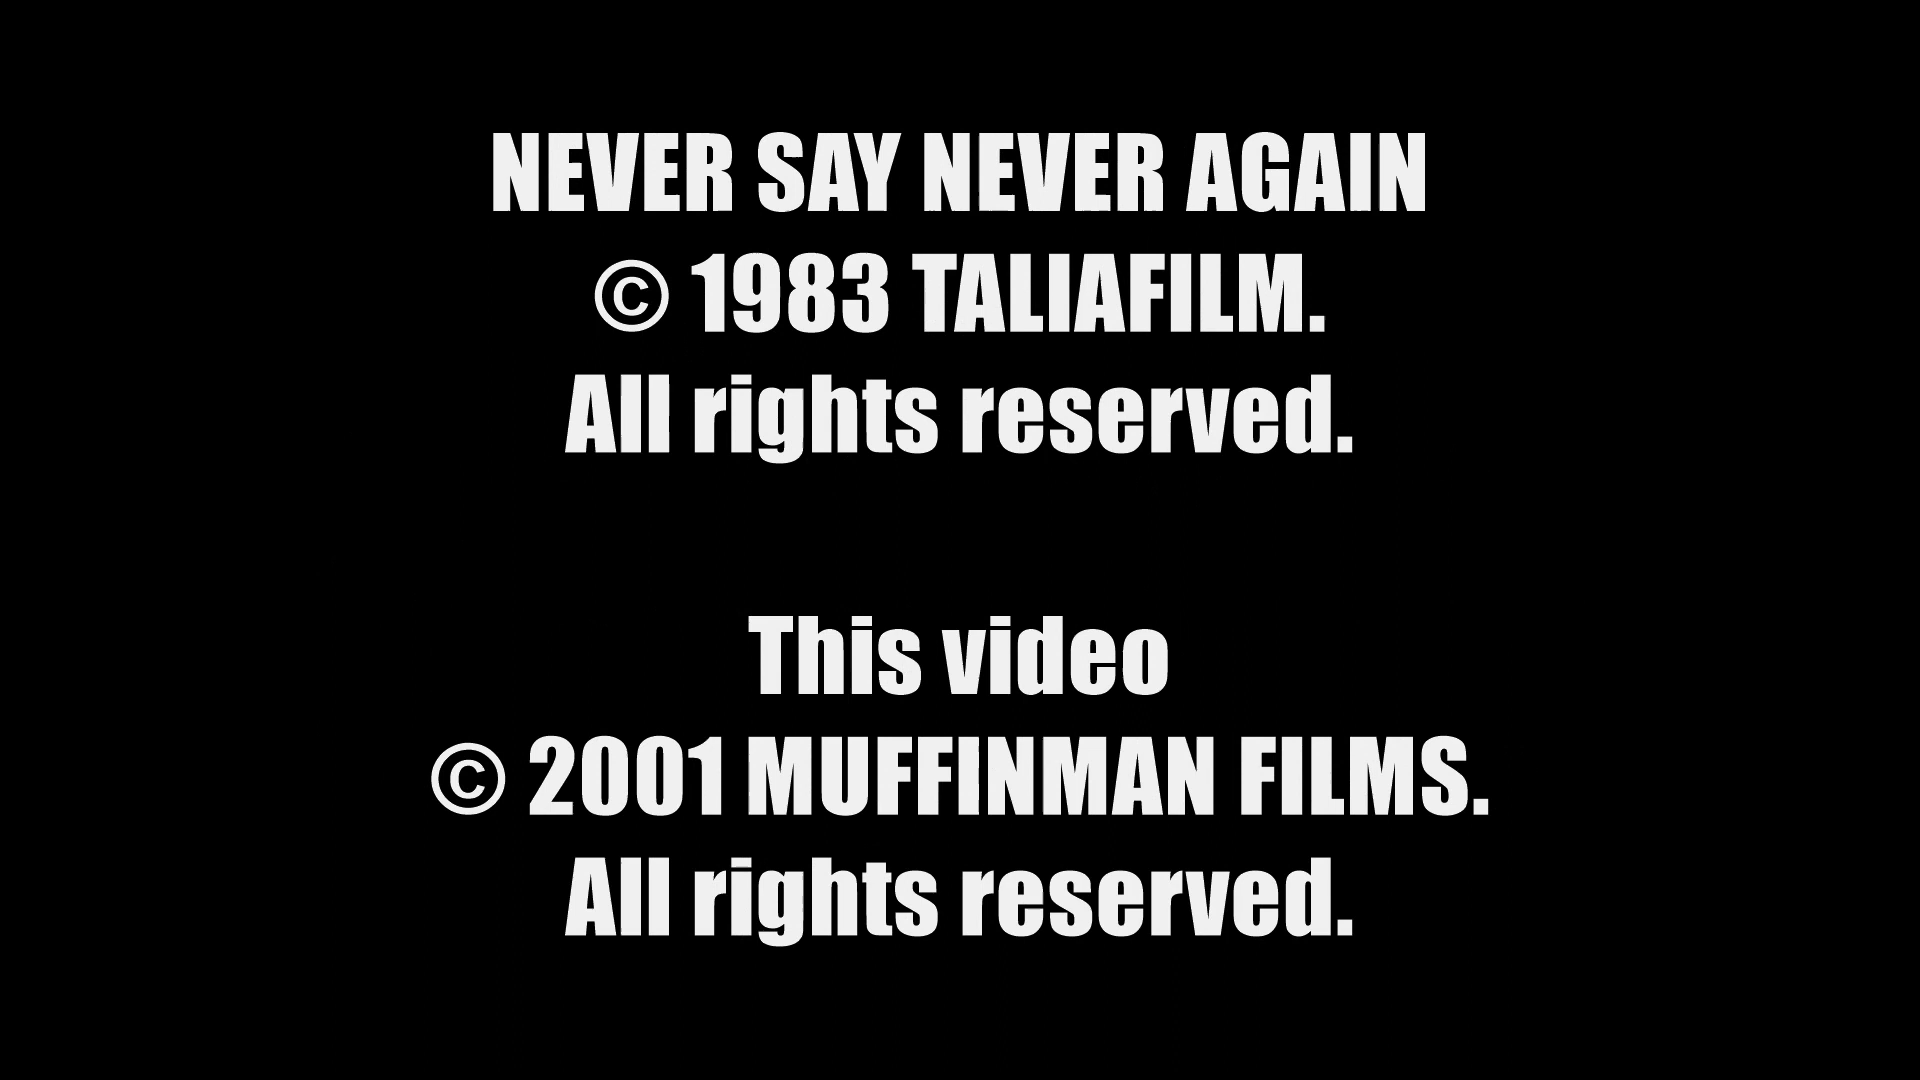 NEVER SAY NEVER AGAIN
© 1983 TALIAFILM.
All rights reserved.
This video
© 2001 MUFFINMAN FILMS.
All rights reserved.